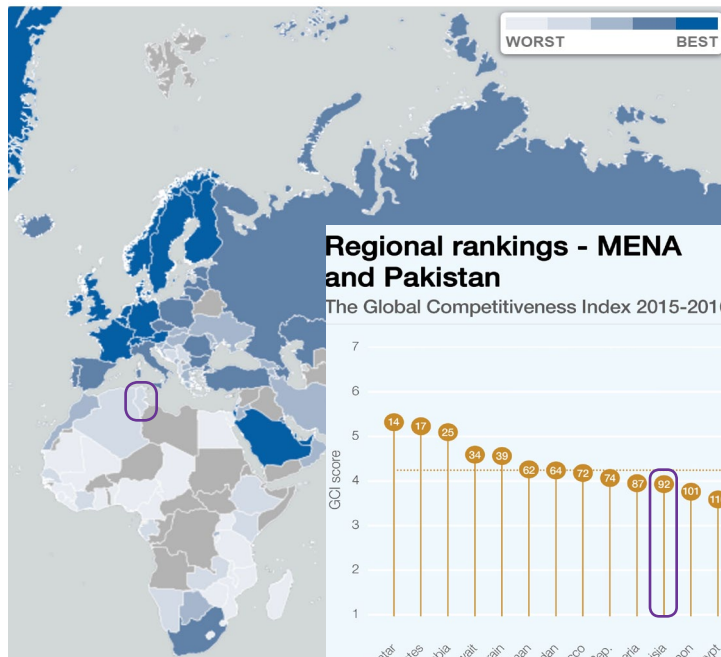 WORST BEST
Regional rankings - MENA
and Pakistan
The Global Competitiveness Index 2015-2016
7
6
5
4
3
2
1
GCI score
14 17 25 34 39 62 64 72 74 87 92 101